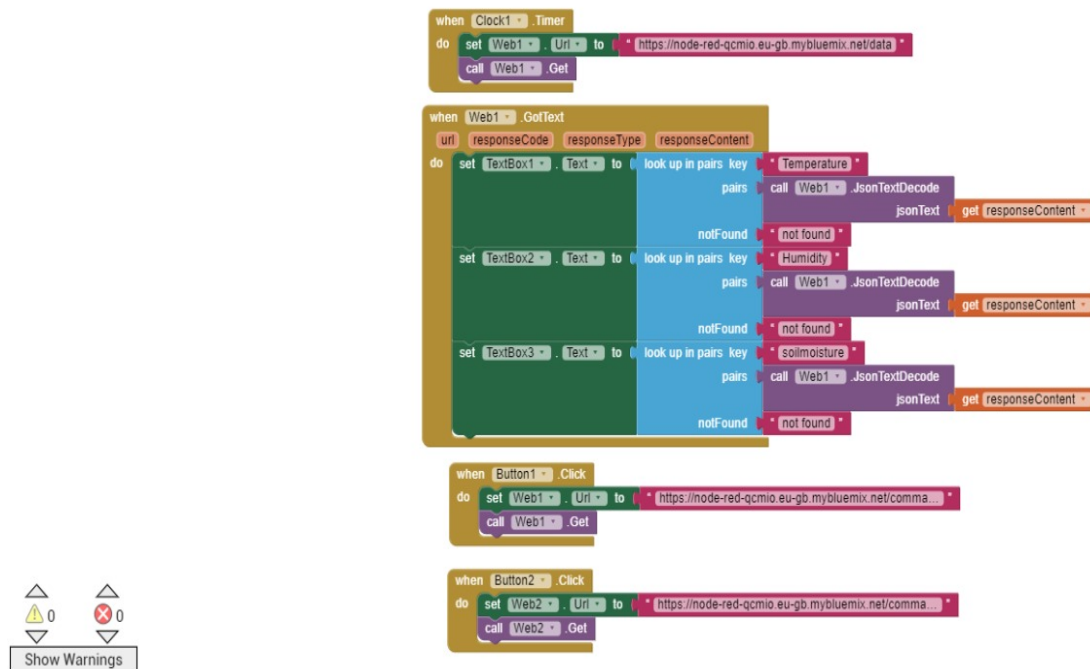 when Clock1 .Timer
do set Web1 . Url to " https://node-red-qcmio.eu-gb.mybluemix.net/data "
call Web1 .Get
when Web1 .GotText
url responseCode responseType responseContent
do set TextBox1 . Text to look up in pairs key " Temperature "
pairs call Web1 .JsonTextDecode
jsonText get responseContent
notFound " not found "
set TextBox2 . Text to look up in pairs key " Humidity "
pairs call Web1 .JsonTextDecode
jsonText get responseContent
notFound " not found "
set TextBox3 . Text to look up in pairs key " soilmoisture "
pairs call Web1 .JsonTextDecode
jsonText get responseContent
notFound " not found "
when Button1 .Click
do set Web1 . Url to " https://node-red-qcmio.eu-gb.mybluemix.net/comma... "
call Web1 .Get
when Button2 .Click
do set Web2 . Url to " https://node-red-qcmio.eu-gb.mybluemix.net/comma... "
call Web2 .Get
0 0
Show Warnings